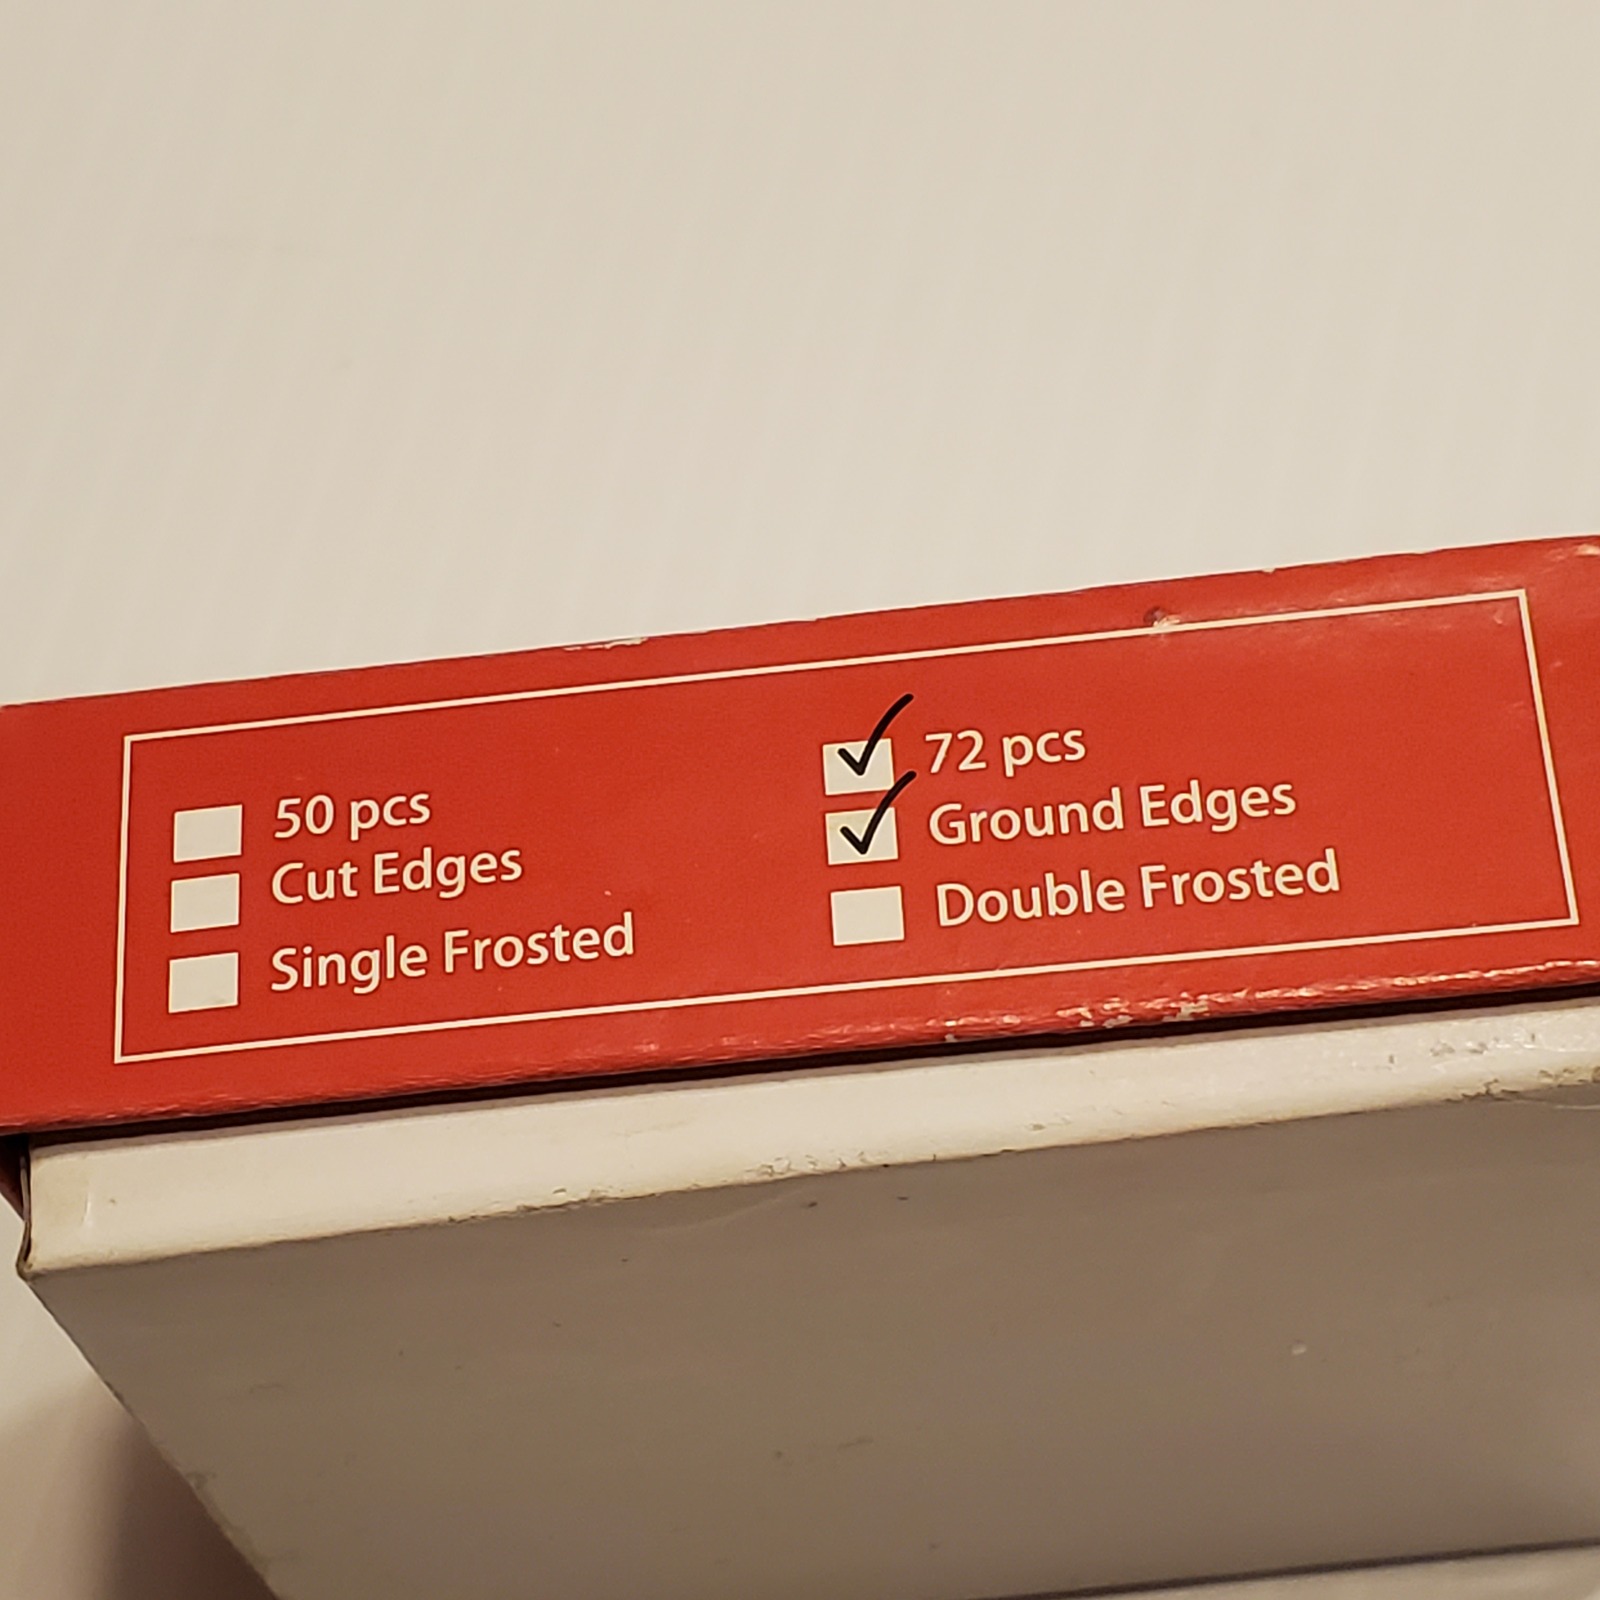 50 pcs
Cut Edges
Single Frosted
72 pcs
Ground Edges
Double Frosted